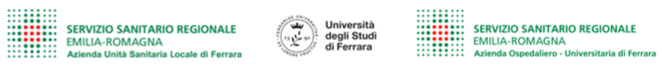 SERVIZIO SANITARIO REGIONALE
EMILIA-ROMAGNA
Azienda Unità Sanitaria Locale di Ferrara
Università
degli Studi
di Ferrara
SERVIZIO SANITARIO REGIONALE
EMILIA-ROMAGNA
Azienda Ospedaliero - Universitaria di Ferrara